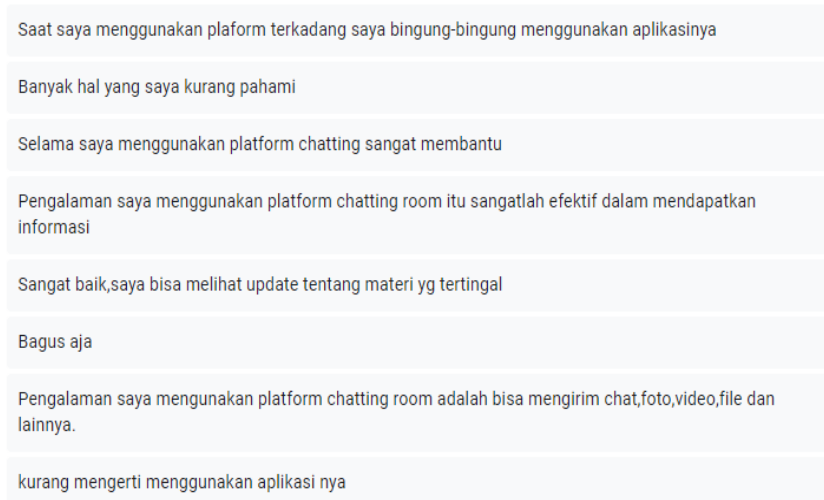 Saat saya menggunakan plaform terkadang saya bingung-bingung menggunakan aplikasinya
Banyak hal yang saya kurang pahami
Selama saya menggunakan platform chatting sangat membantu
Pengalaman saya menggunakan platform chatting room itu sangatlah efektif dalam mendapatkan
informasi
Sangat baik,saya bisa melihat update tentang materi yg tertingal
Bagus aja
Pengalaman saya mengunakan platform chatting room adalah bisa mengirim chat,foto,video,file dan
lainnya.
kurang mengerti menggunakan aplikasi nya